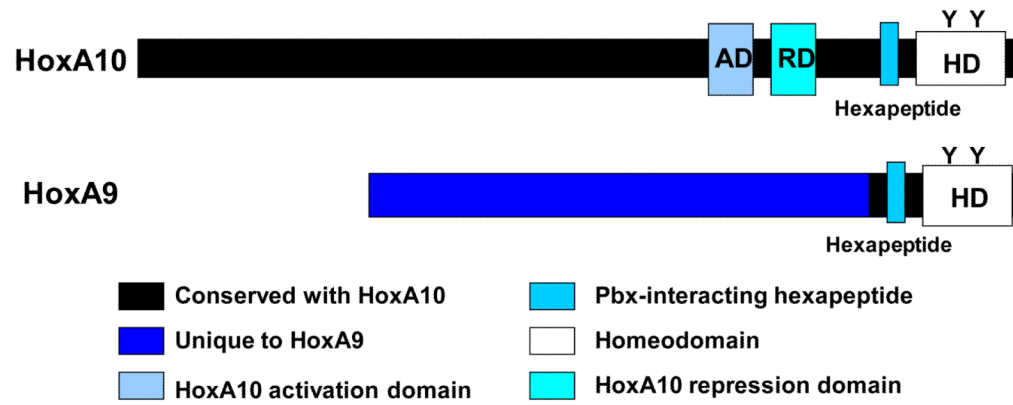 Y Y
HoxA10
AD
RD
HD
Hexapeptide
Y Y
HoxA9
HD
Hexapeptide
Conserved with HoxA10
Pbx-interacting hexapeptide
Unique to HoxA9
Homeodomain
HoxA10 activation domain
HoxA10 repression domain